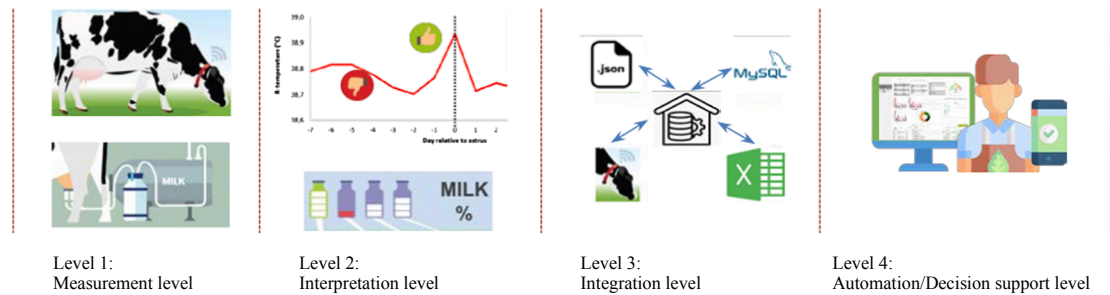 MILK
39,0
38,9
38,8
38,7
38,6
R-temperature (°C)
-7 -6 -5 -4 -3 -2 -1 0 1 2
Day relative to estrus
MILK
%
.json
MySQL
X
Level 1:
Measurement level
Level 2:
Interpretation level
Level 3:
Integration level
Level 4:
Automation/Decision support level